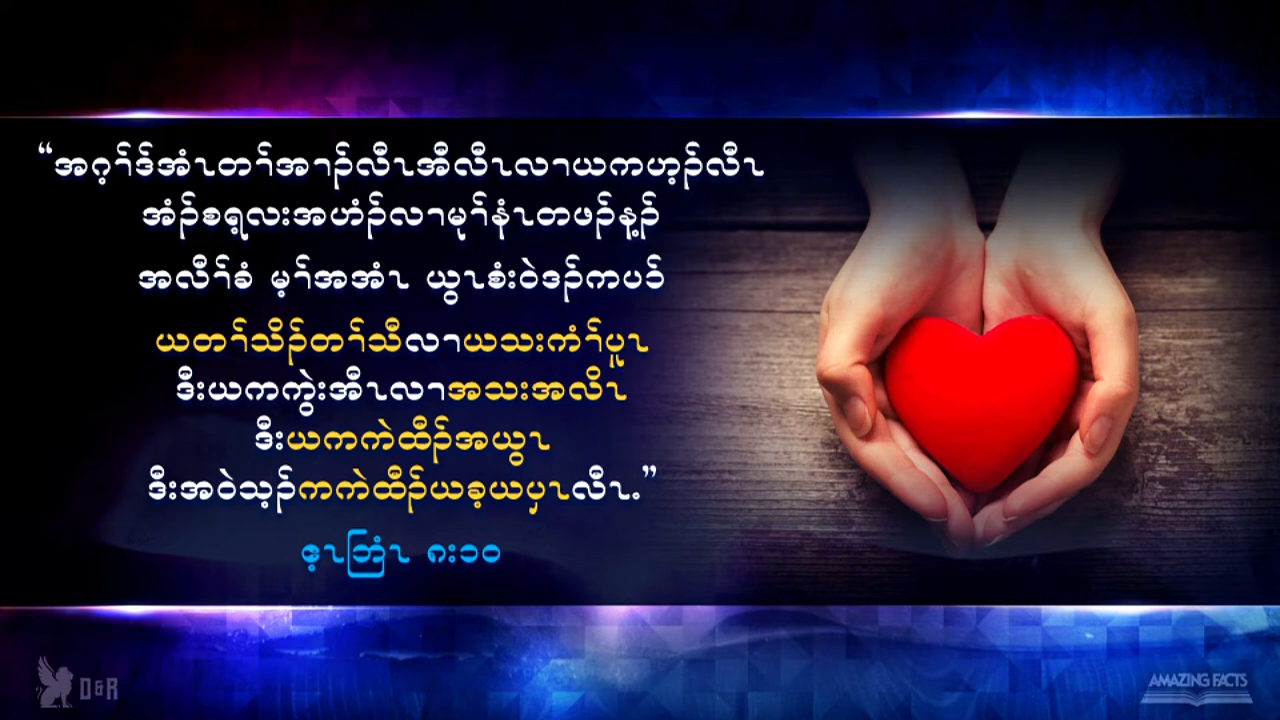 “အဂ့ၢ်ဒ်အံၤတၢ်အၢၣ်လီၤအီလီၤလၢယကဟ့ၣ်လီၤ
အံၣ်စရ့လးအဟံၣ်လၢမုၢ်နံၤတဖၣ်န့ၣ်
အလီၢ်ခံ မ့ၢ်အအံၤ ယွၤစံးဝဲဒၣ်ကပၥ်
ယတၢ်သိၣ်တၢ်သီလၢယသးကံၢ်ပူၤ
ဒီးယကကွဲးအီၤလၢအသးအလိၤ
ဒီးယကကဲထီၣ်အယွၤ
ဒီးအဝဲသ့ၣ်ကကဲထီၣ်ယခ့ယပှၤလီၤ.”
ဧ့ၤဘြံၤ ၈း၁၀
D&R
AMAZING FACTS